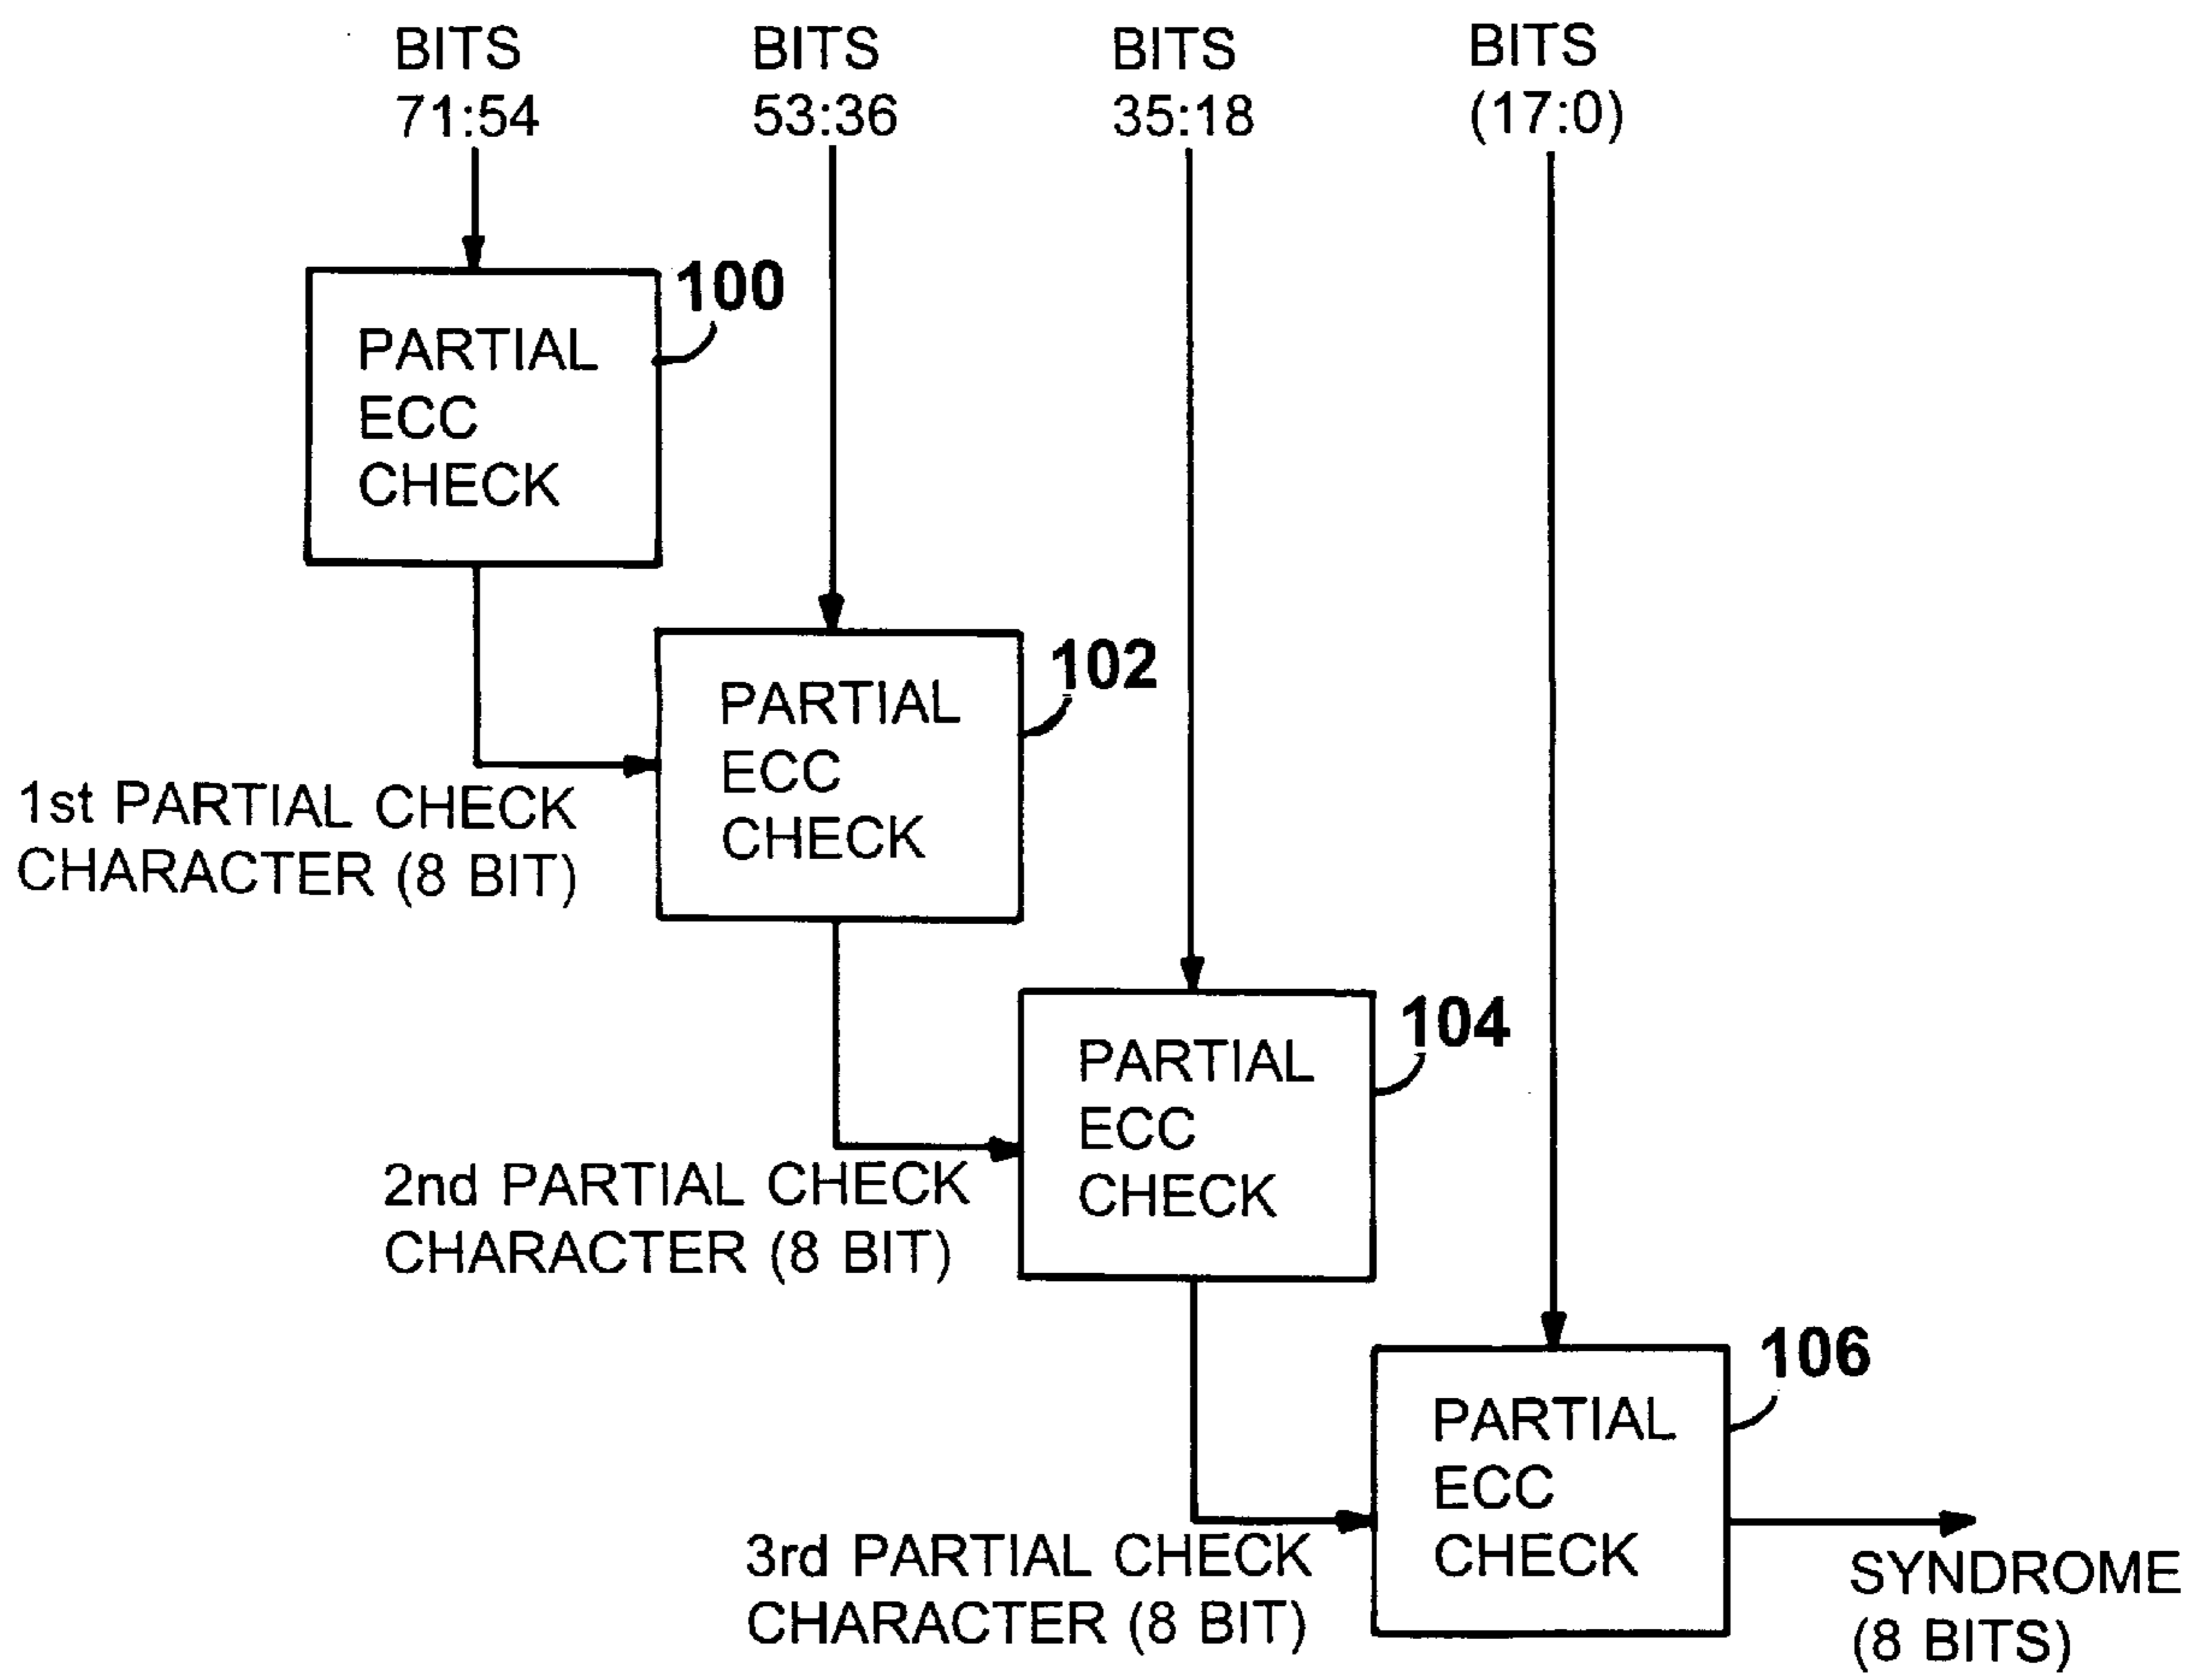 BITS
71:54
BITS
53:36
BITS
35:18
BITS
(17:0)
100
PARTIAL
ECC
CHECK
102
PARTIAL
ECC
CHECK
1st PARTIAL CHECK
CHARACTER (8 BIT)
104
PARTIAL
ECC
CHECK
2nd PARTIAL CHECK
CHARACTER (8 BIT)
106
PARTIAL
ECC
CHECK
3rd PARTIAL CHECK
CHARACTER (8 BIT)
SYNDROME
(8 BITS)